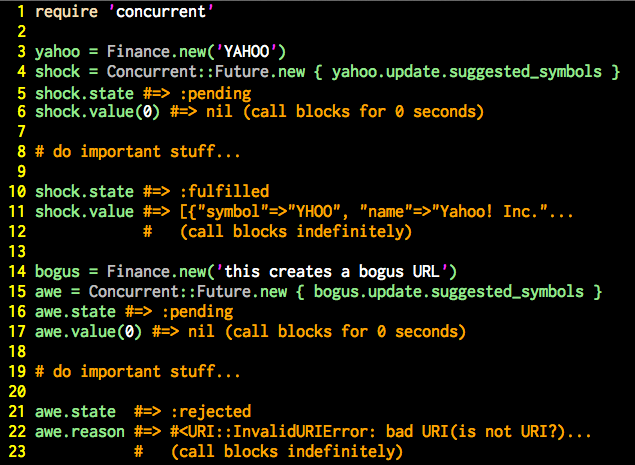 1 require 'concurrent'
2
3 yahoo = Finance.new('YAHOO')
4 shock = Concurrent::Future.new { yahoo.update.suggested_symbols }
5 shock.state #=> :pending
6 shock.value(0) #=> nil (call blocks for 0 seconds)
7
8 # do important stuff...
9
10 shock.state #=> :fulfilled
11 shock.value #=> [{"symbol"=>"YHOO", "name"=>"Yahoo! Inc."...
12             #   (call blocks indefinitely)
13
14 bogus = Finance.new('this creates a bogus URL')
15 awe = Concurrent::Future.new { bogus.update.suggested_symbols }
16 awe.state #=> :pending
17 awe.value(0) #=> nil (call blocks for 0 seconds)
18
19 # do important stuff...
20
21 awe.state  #=> :rejected
22 awe.reason #=> #<URI::InvalidURIError: bad URI(is not URI?)...
23            #   (call blocks indefinitely)